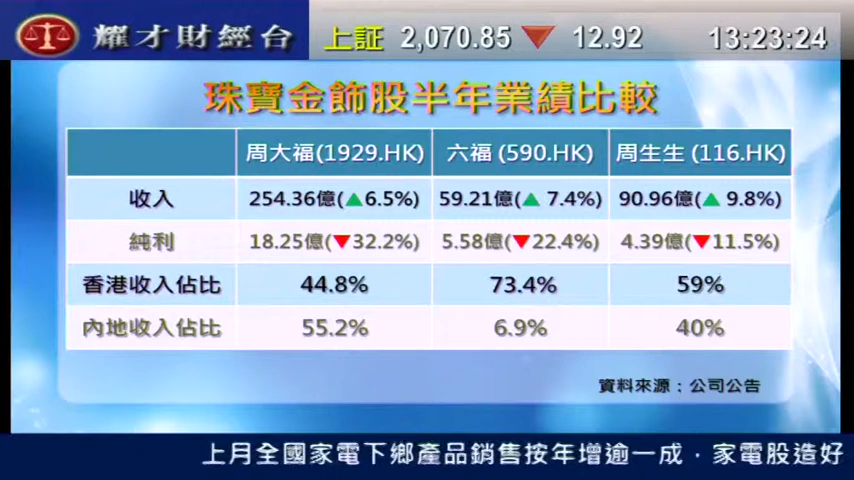 耀才財經台 上証 2,070.85 ▼ 12.92 13:23:24
珠寶金飾股半年業績比較
周大福(1929.HK) 六福 (590.HK) 周生生 (116.HK)
收入 254.36億(▲6.5%) 59.21億(▲ 7.4%) 90.96億(▲ 9.8%)
純利 18.25億(▼32.2%) 5.58億(▼22.4%) 4.39億(▼11.5%)
香港收入佔比 44.8% 73.4% 59%
內地收入佔比 55.2% 6.9% 40%
資料來源：公司公告
上月全國家電下鄉產品銷售按年增逾一成．家電股造好